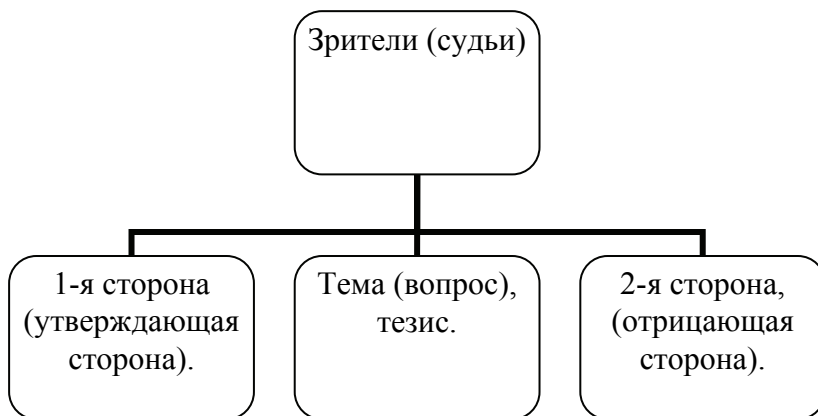 Зрители (судьи)
1-я сторона
(утверждающая
сторона).
Тема (вопрос),
тезис.
2-я сторона,
(отрицающая
сторона).